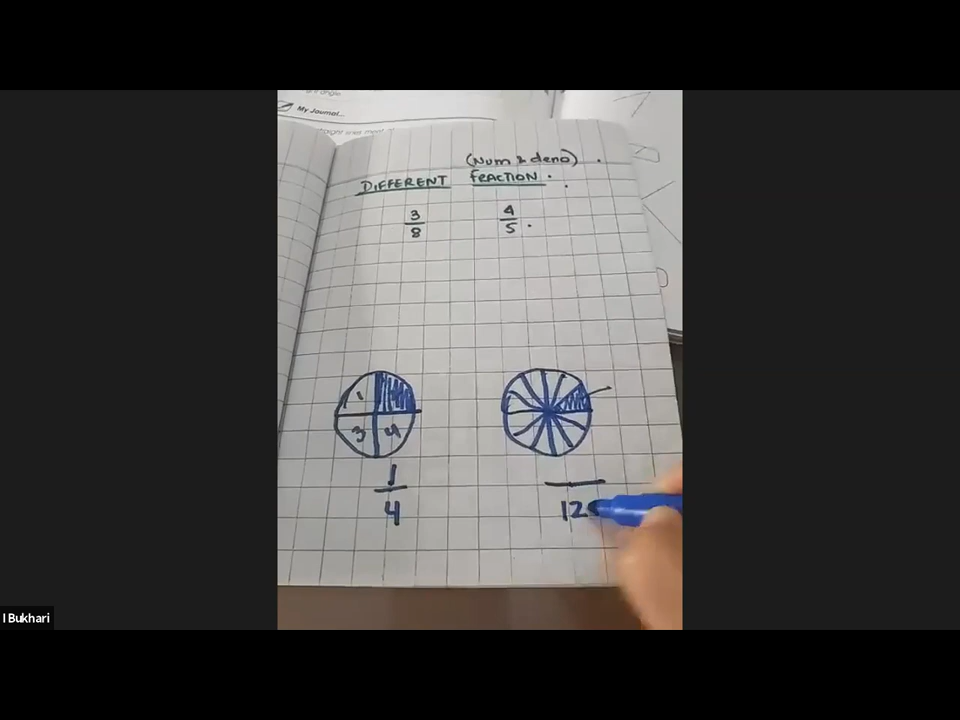 My Journal...
(Num & deno) .
DIFFERENT FRACTION .
3
8
4
5 .
1
3 4
1
4
12
I Bukhari